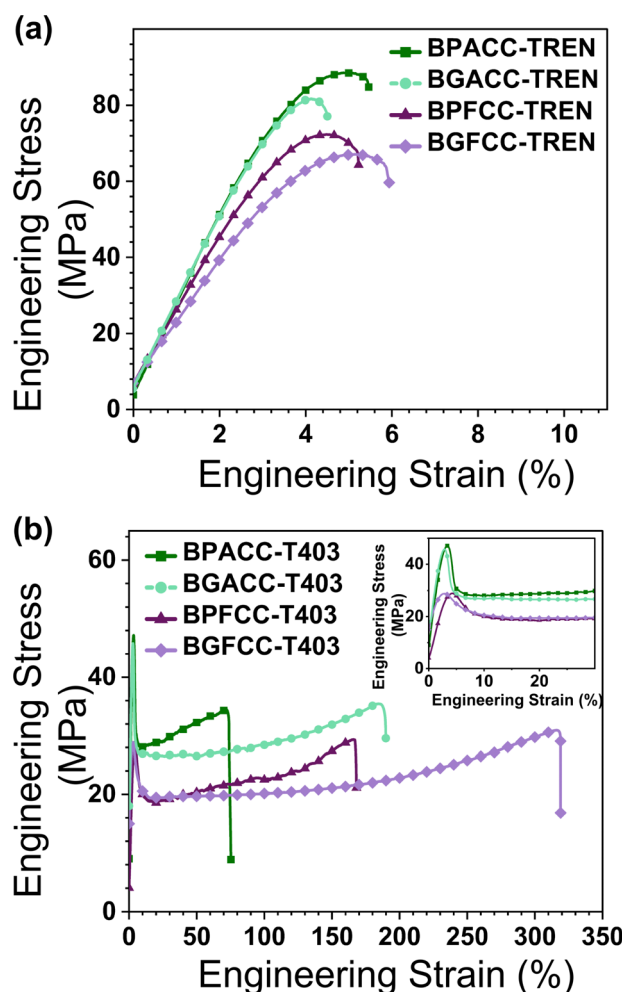 (a)
BPACC-TREN
BGACC-TREN
BPFCC-TREN
BGFCC-TREN
Engineering Stress
(MPa)
80
60
40
20
0
0 2 4 6 8 10
Engineering Strain (%)
(b)
BPACC-T403
BGACC-T403
BPFCC-T403
BGFCC-T403
Engineering Stress
(MPa)
60
40
20
0
0 50 100 150 200 250 300 350
Engineering Strain (%)
Engineering Stress
(MPa)
40
20
0
0 10 20
Engineering Strain (%)